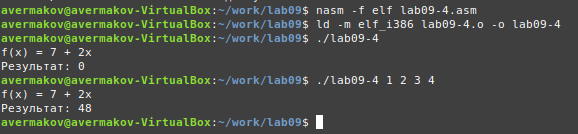 avermakov@avermakov-VirtualBox:~/work/lab09$ nasm -f elf lab09-4.asm
avermakov@avermakov-VirtualBox:~/work/lab09$ ld -m elf_i386 lab09-4.o -o lab09-4
avermakov@avermakov-VirtualBox:~/work/lab09$ ./lab09-4
f(x) = 7 + 2x
Результат: 0
avermakov@avermakov-VirtualBox:~/work/lab09$ ./lab09-4 1 2 3 4
f(x) = 7 + 2x
Результат: 48
avermakov@avermakov-VirtualBox:~/work/lab09$